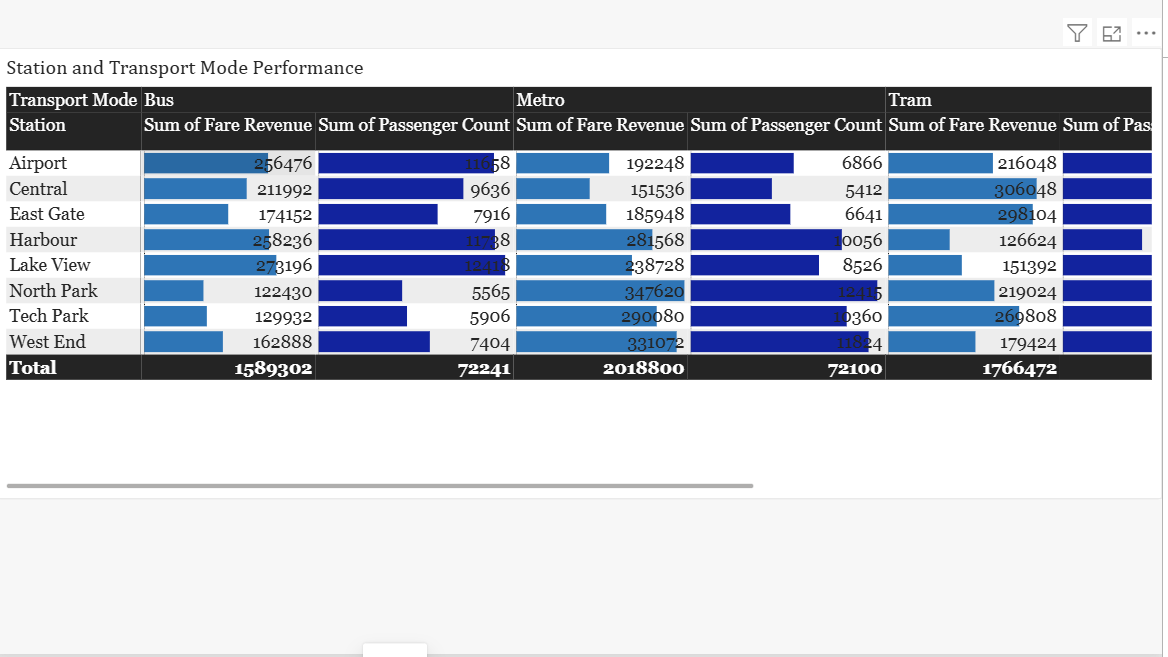 Station and Transport Mode Performance
Transport Mode Bus Metro Tram
Station Sum of Fare Revenue Sum of Passenger Count Sum of Fare Revenue Sum of Passenger Count Sum of Fare Revenue Sum of Pas
Airport 256476 11658 192248 6866 216048
Central 211992 9636 151536 5412 306048
East Gate 174152 7916 185948 6641 298104
Harbour 258236 11738 281568 10056 126624
Lake View 273196 12418 238728 8526 151392
North Park 122430 5565 347620 12415 219024
Tech Park 129932 5906 290080 10360 269808
West End 162888 7404 331072 11824 179424
Total 1589302 72241 2018800 72100 1766472